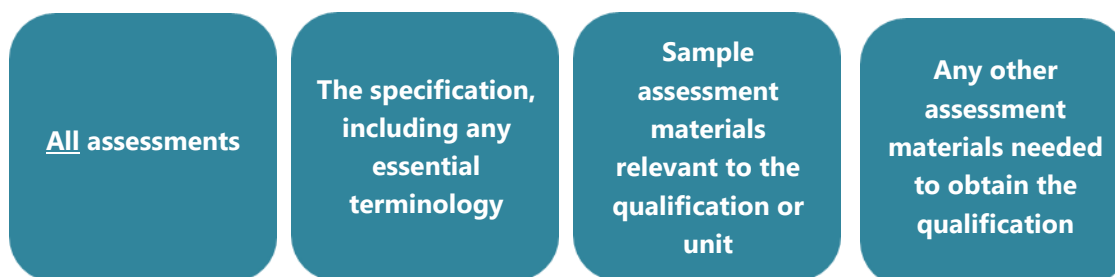 All assessments
The specification,
including any
essential
terminology
Sample
assessment
materials
relevant to the
qualification or
unit
Any other
assessment
materials needed
to obtain the
qualification